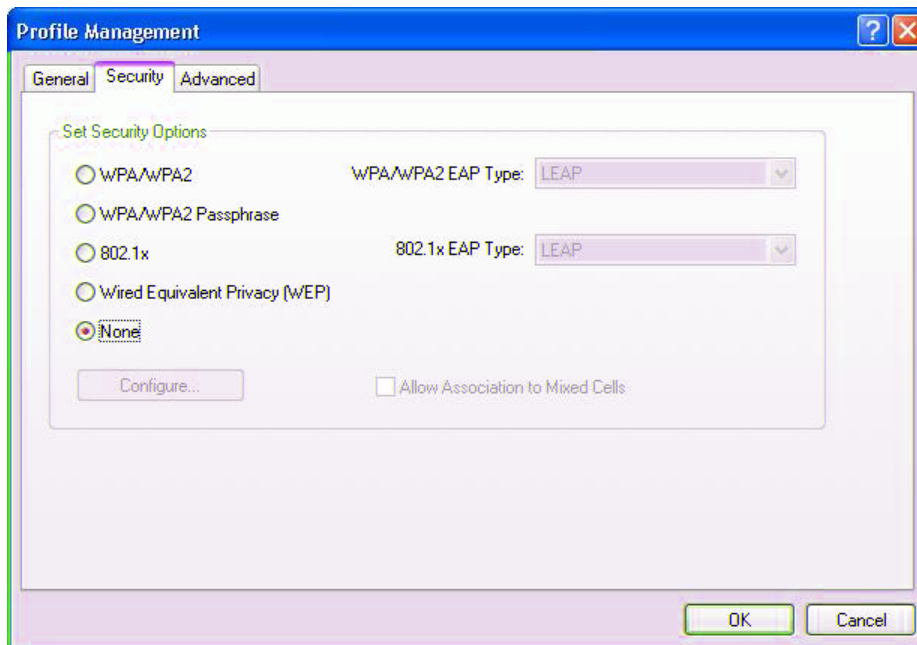 Profile Management
General Security Advanced
Set Security Options
WPA/WPA2 WPA/WPA2 EAP Type: LEAP
WPA/WPA2 Passphrase
802.1x 802.1x EAP Type: LEAP
Wired Equivalent Privacy (WEP)
None
Configure... Allow Association to Mixed Cells
OK Cancel